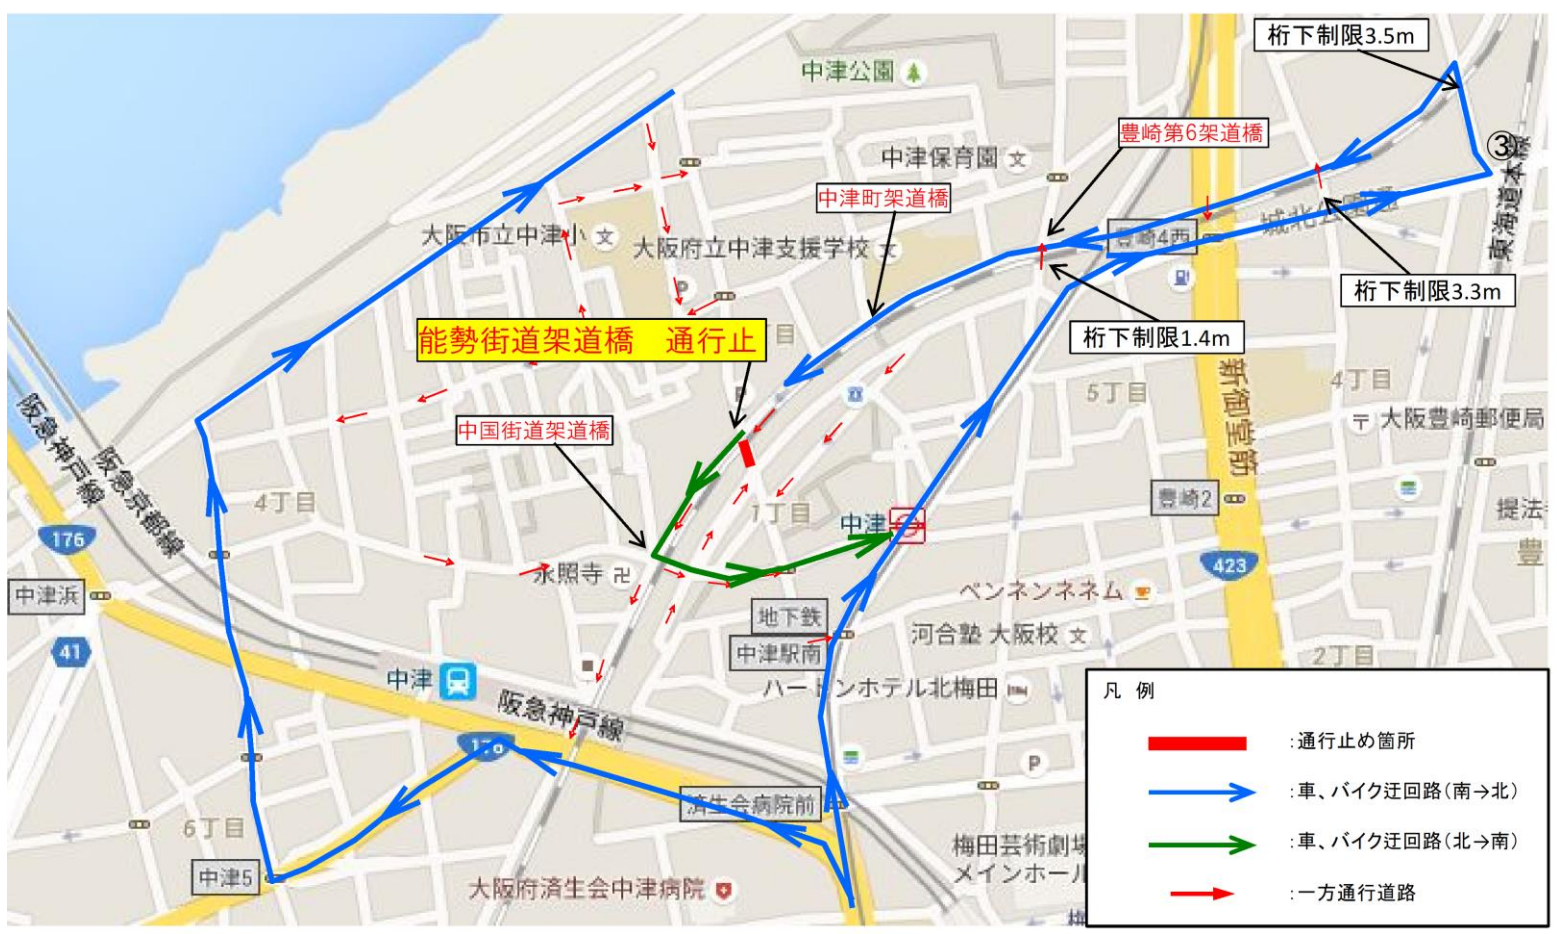 桁下制限3.5m
中津公園
豊崎第6架道橋
中津保育園
③
中津町架道橋
大阪市立中津小
大阪府立中津支援学校
豊崎4西
東海道本線
P
桁下制限3.3m
能勢街道架道橋　通行止
丁目
桁下制限1.4m
新御堂筋
4丁目
5丁目
大阪豊崎郵便局
中国街道架道橋
阪急神戸線
阪急京都線
4丁目
1丁目
中津
豊崎2
提法
176
豊
423
永照寺
中津浜
ベンネンネネム
地下鉄
中津駅南
河合塾 大阪校
41
2丁目
中津
ハートンホテル北梅田
阪急神戸線
176
P
済生会病院前
6丁目
中津5
大阪府済生会中津病院
梅田芸術劇場
メインホール
凡 例
:通行止め箇所
:車、バイク迂回路(南→北)
:車、バイク迂回路(北→南)
:一方通行道路